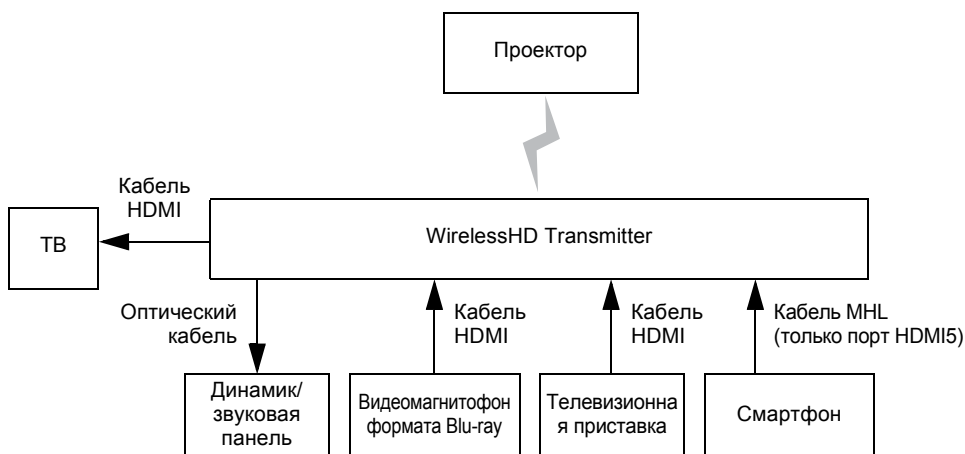 Проектор
Кабель
HDMI
ТВ
WirelessHD Transmitter
Оптический
кабель
Кабель
HDMI
Кабель
HDMI
Кабель MHL
(только порт HDMI5)
Динамик/
звуковая
панель
Видеомагнитофон
формата Blu-ray
Телевизионна
я приставка
Смартфон